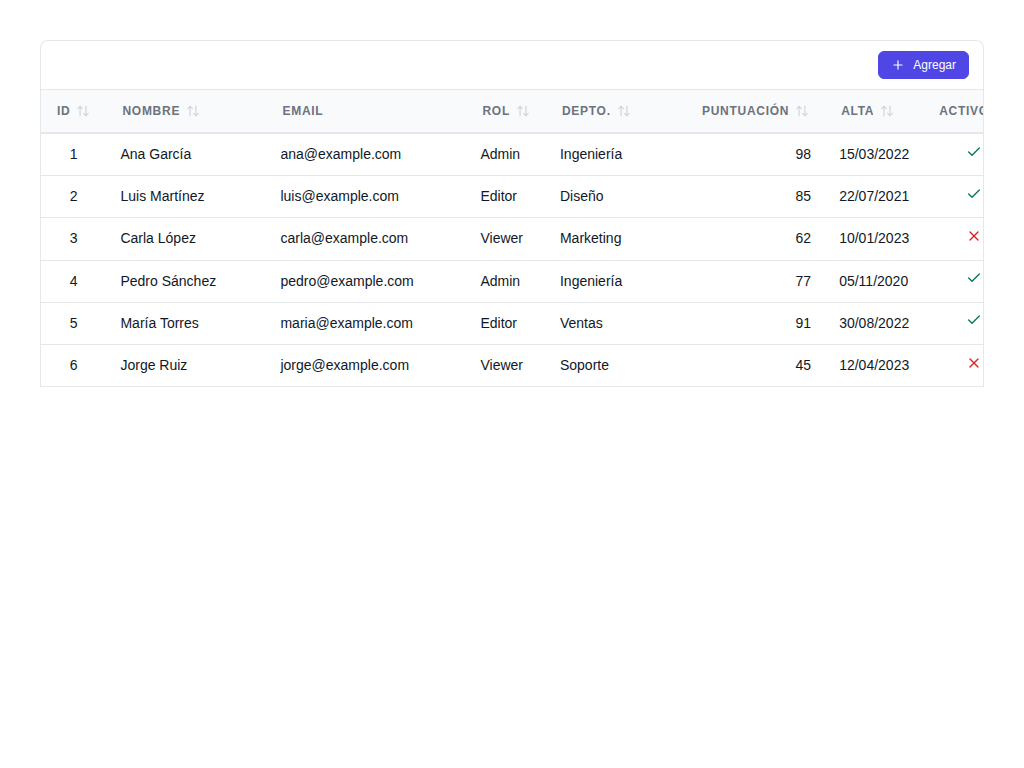 Agregar
ID NOMBRE EMAIL ROL DEPTO. PUNTUACIÓN ALTA ACTIVO
1 Ana García ana@example.com Admin Ingeniería 98 15/03/2022
2 Luis Martínez luis@example.com Editor Diseño 85 22/07/2021
3 Carla López carla@example.com Viewer Marketing 62 10/01/2023
4 Pedro Sánchez pedro@example.com Admin Ingeniería 77 05/11/2020
5 María Torres maria@example.com Editor Ventas 91 30/08/2022
6 Jorge Ruiz jorge@example.com Viewer Soporte 45 12/04/2023